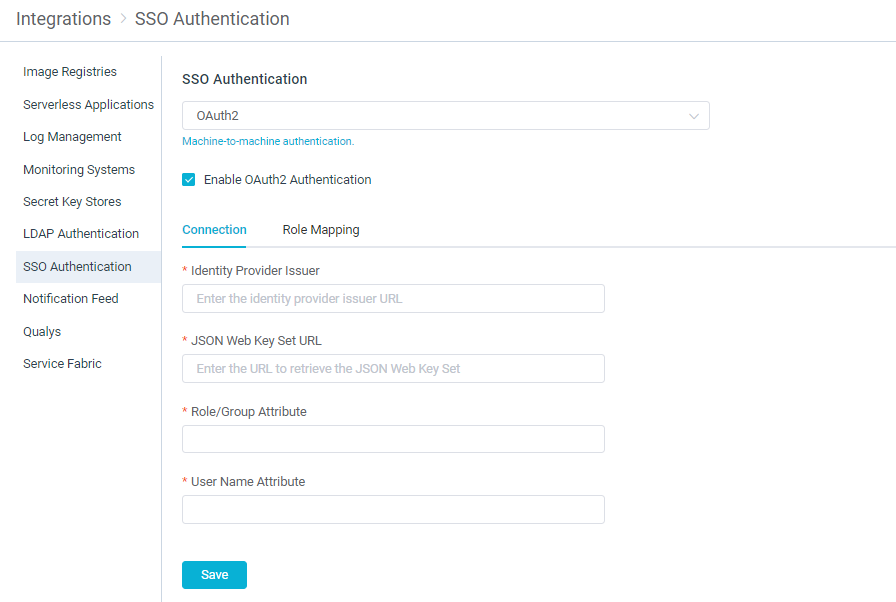 Integrations > SSO Authentication
Image Registries
Serverless Applications
Log Management
Monitoring Systems
Secret Key Stores
LDAP Authentication
SSO Authentication
Notification Feed
Qualys
Service Fabric
SSO Authentication
OAuth2
Machine-to-machine authentication.
Enable OAuth2 Authentication
Connection Role Mapping
* Identity Provider Issuer
Enter the identity provider issuer URL
* JSON Web Key Set URL
Enter the URL to retrieve the JSON Web Key Set
* Role/Group Attribute
* User Name Attribute
Save